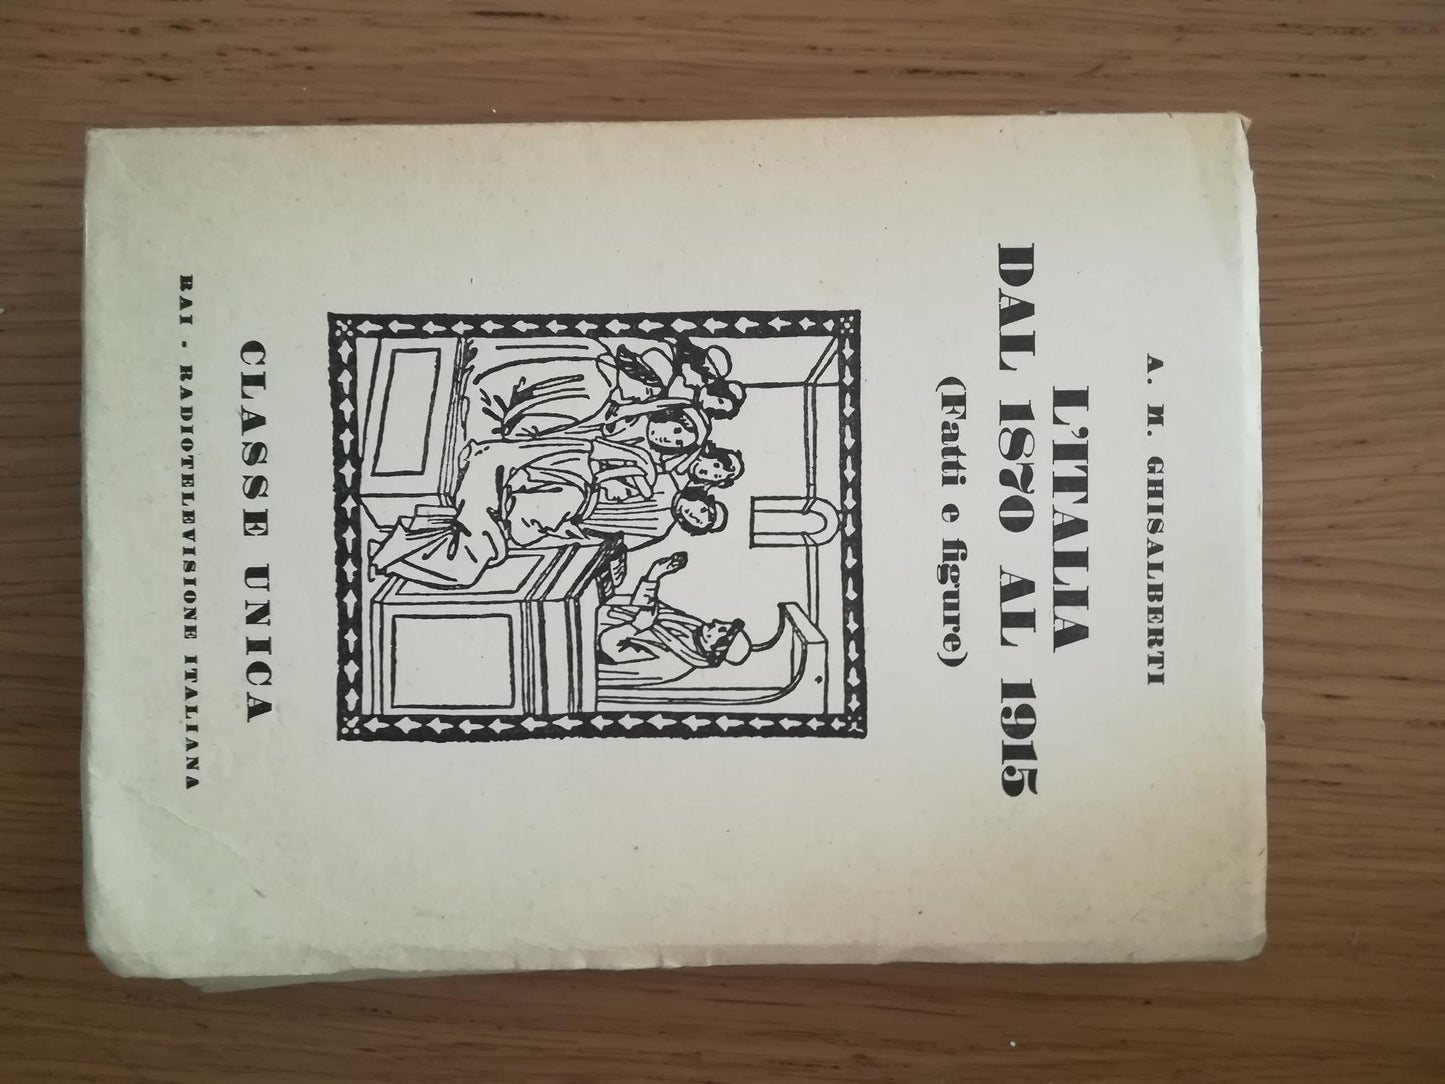 A. M. GHISALBERTI
L'ITALIA
DAL 1870 AL 1915
(Fatti e figure)
CLASSE UNICA
RAI - RADIOTELEVISIONE ITALIANA